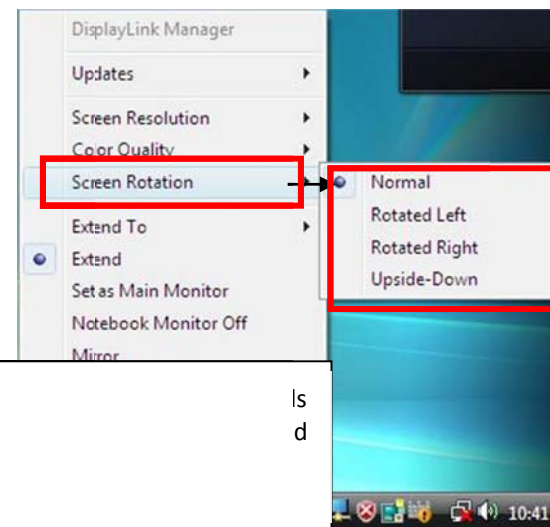 DisplayLink Manager
Updates
Screen Resolution
Color Quality
Screen Rotation
Normal
Rotated Left
Rotated Right
Upside-Down
Extend To
Extend
Set as Main Monitor
Notebook Monitor Off
Mirror
ls
d
10:41